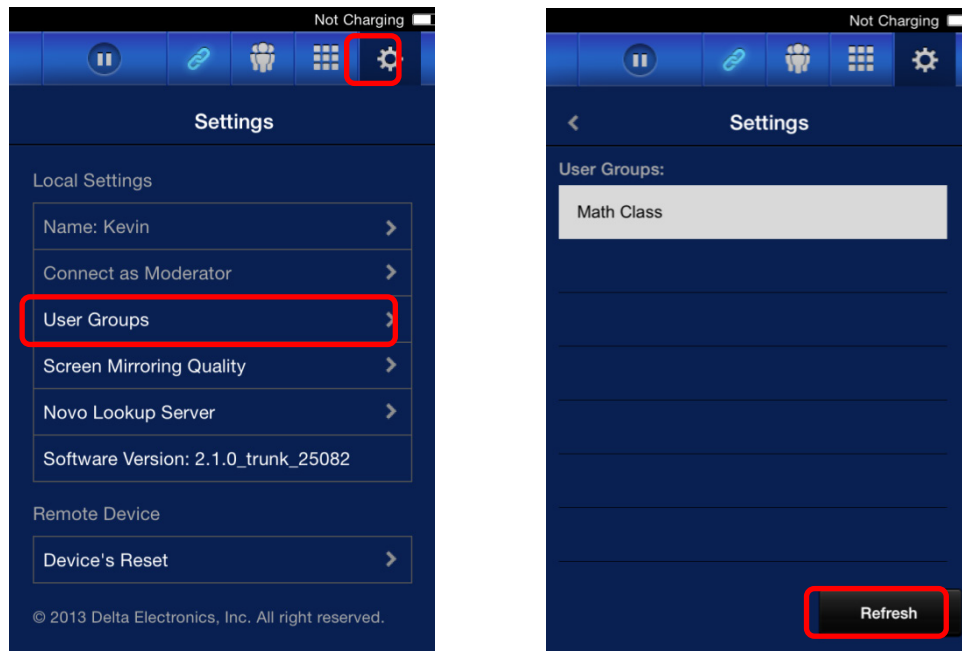 Not Charging
Settings
Local Settings
Name: Kevin
Connect as Moderator
User Groups
Screen Mirroring Quality
Novo Lookup Server
Software Version: 2.1.0_trunk_25082
Remote Device
Device's Reset
© 2013 Delta Electronics, Inc. All right reserved.
Not Charging
Settings
User Groups:
Math Class
Refresh